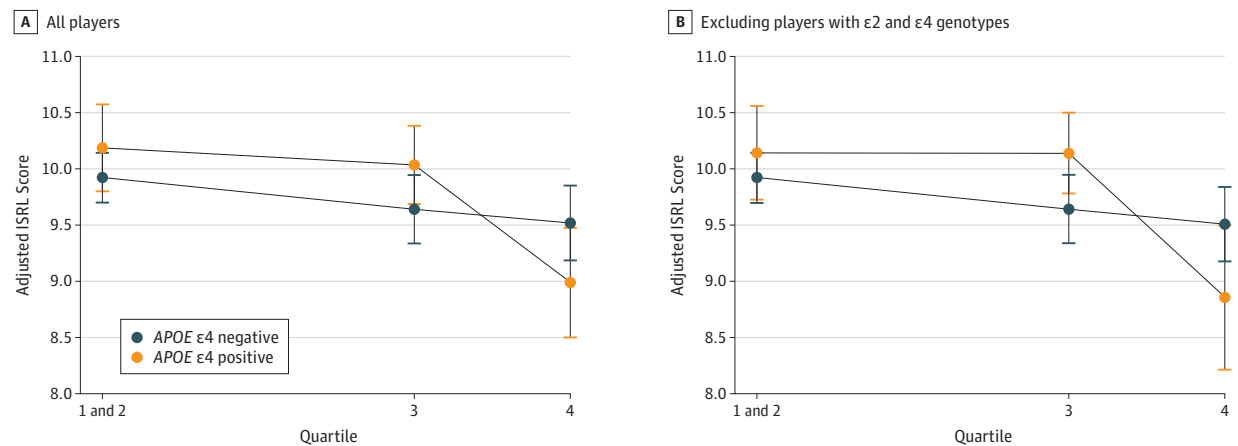 A All players
11.0
10.5
10.0
9.5
9.0
8.5
8.0
Adjusted ISRL Score
APOE ε4 negative
APOE ε4 positive
1 and 2 3 4
Quartile
B Excluding players with ε2 and ε4 genotypes
11.0
10.5
10.0
9.5
9.0
8.5
8.0
Adjusted ISRL Score
1 and 2 3 4
Quartile